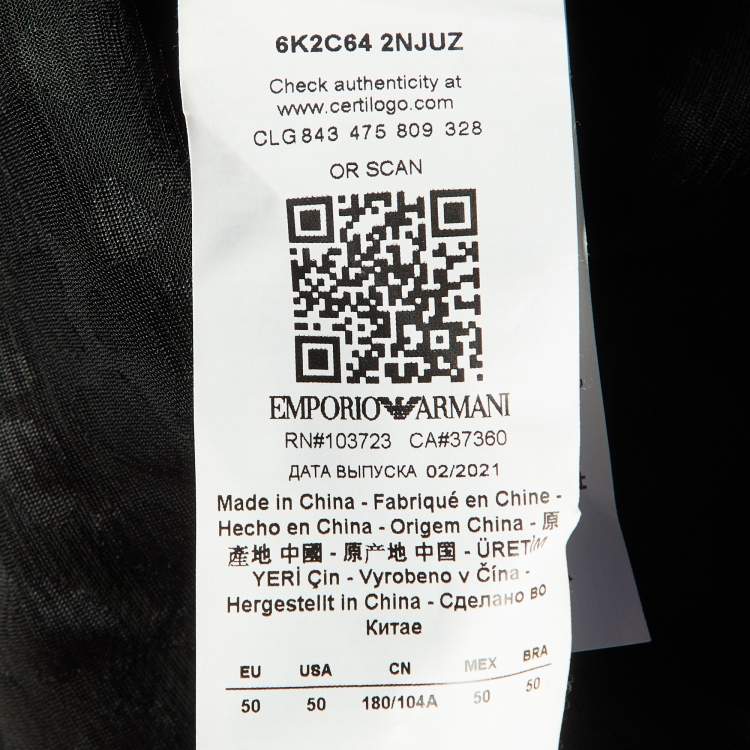 6K2C64 2NJUZ
Check authenticity at
www.certilogo.com
CLG 843 475 809 328
OR SCAN
EMPORIO ARMANI
RN#103723 CA#37360
ДАТА ВЫПУСКА 02/2021
Made in China - Fabriqué en Chine -
Hecho en China - Origem China - 原
產地 中國 - 原产地 中国 - ÜRETİM
YERİ Çin - Vyrobeno v Čína -
Hergestellt in China - Сделано во
Китае
EU USA CN MEX BRA
50 50 180/104A 50 50